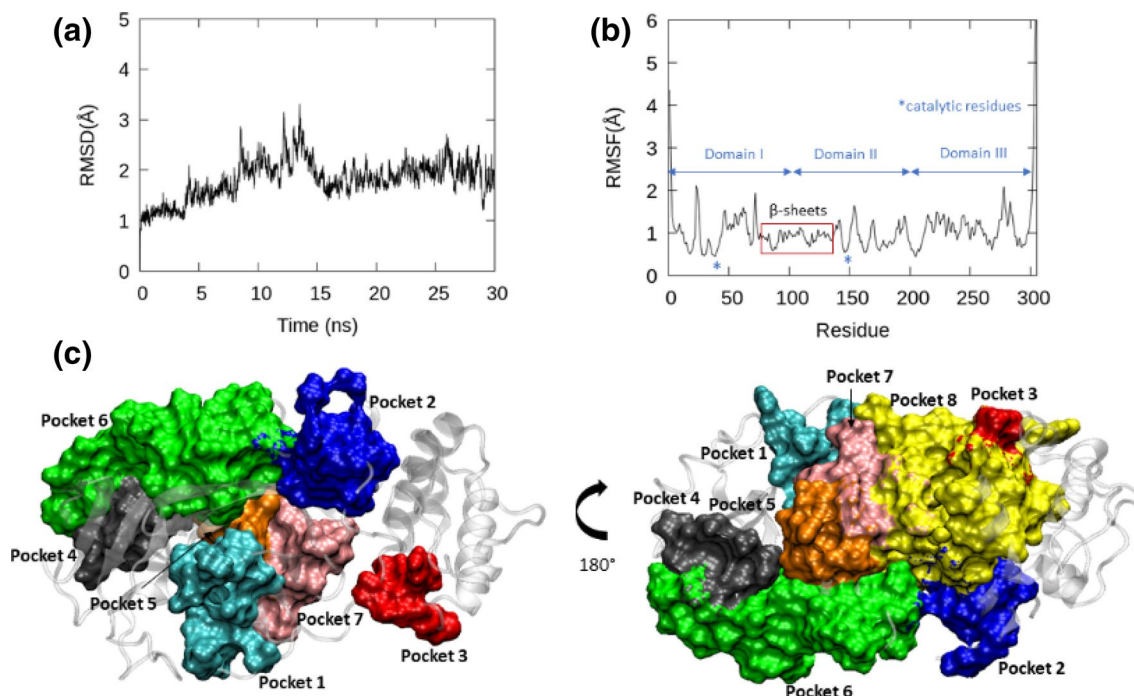 (a)
5
4
3
2
1
0
RMSD(Å)
0 5 10 15 20 25 30
Time (ns)
(b)
6
5
4
3
2
1
0
RMSF(Å)
*catalytic residues
Domain I Domain II Domain III
β-sheets
* *
0 50 100 150 200 250 300
Residue
(c)
Pocket 6
Pocket 2
Pocket 4
Pocket 5
Pocket 7
Pocket 3
Pocket 1
180°
Pocket 7
Pocket 8
Pocket 3
Pocket 1
Pocket 4
Pocket 5
Pocket 2
Pocket 6